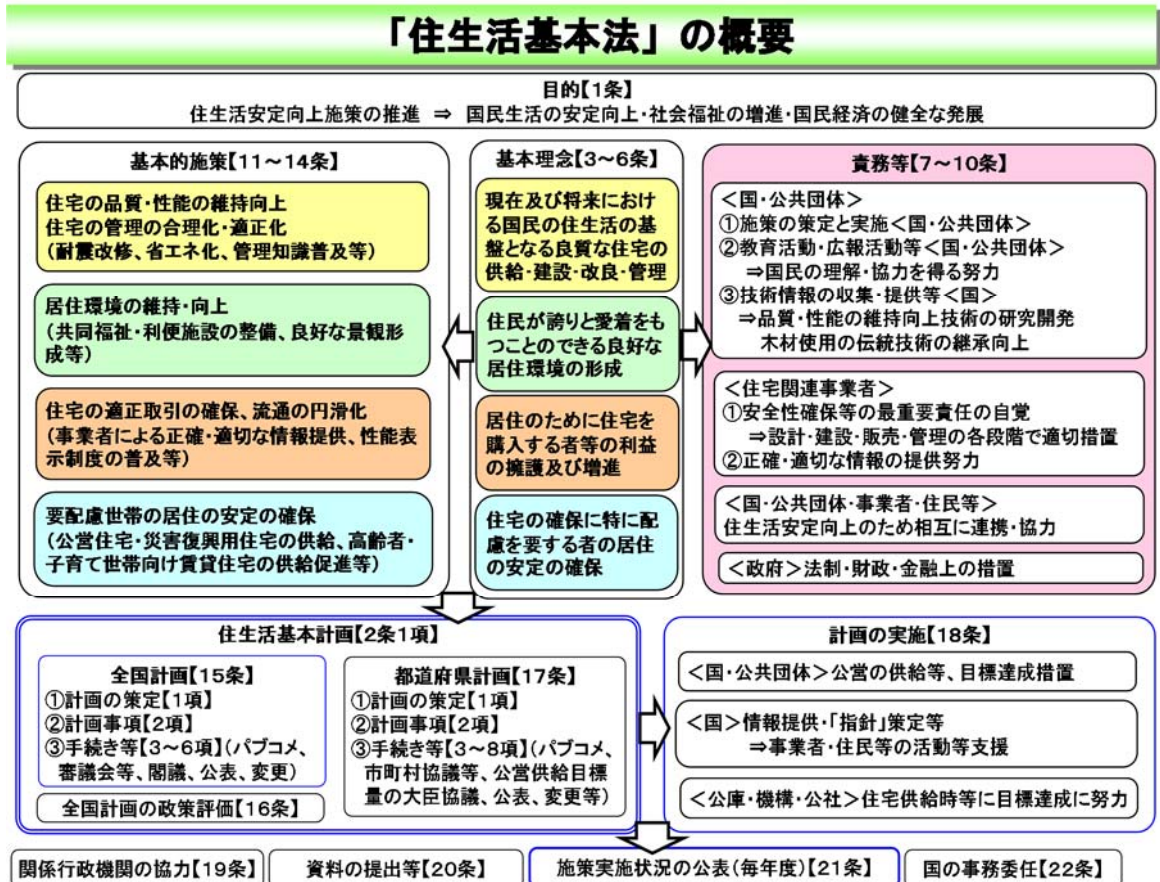 「住生活基本法」の概要
目的【1条】
住生活安定向上施策の推進 ⇒ 国民生活の安定向上・社会福祉の増進・国民経済の健全な発展
基本的施策【11～14条】
住宅の品質・性能の維持向上
住宅の管理の合理化・適正化
(耐震改修、省エネ化、管理知識普及等)
居住環境の維持・向上
(共同福祉・利便施設の整備、良好な景観形
成等)
住宅の適正取引の確保、流通の円滑化
(事業者による正確・適切な情報提供、性能表
示制度の普及等)
要配慮世帯の居住の安定の確保
(公営住宅・災害復興用住宅の供給、高齢者・
子育て世帯向け賃貸住宅の供給促進等)
基本理念【3～6条】
現在及び将来におけ
る国民の住生活の基
盤となる良質な住宅の
供給・建設・改良・管理
住民が誇りと愛着をも
つことのできる良好な
居住環境の形成
居住のために住宅を
購入する者等の利益
の擁護及び増進
住宅の確保に特に配
慮を要する者の居住
の安定の確保
責務等【7～10条】
＜国・公共団体＞
①施策の策定と実施＜国・公共団体＞
②教育活動・広報活動等＜国・公共団体＞
⇒国民の理解・協力を得る努力
③技術情報の収集・提供等＜国＞
⇒品質・性能の維持向上技術の研究開発
木材使用の伝統技術の継承向上
＜住宅関連事業者＞
①安全性確保等の最重要責任の自覚
⇒設計・建設・販売・管理の各段階で適切措置
②正確・適切な情報の提供努力
＜国・公共団体・事業者・住民等＞
住生活安定向上のため相互に連携・協力
＜政府＞法制・財政・金融上の措置
住生活基本計画【2条1項】
全国計画【15条】
①計画の策定【1項】
②計画事項【2項】
③手続き等【3～6項】(パブコメ、
審議会等、閣議、公表、変更)
全国計画の政策評価【16条】
都道府県計画【17条】
①計画の策定【1項】
②計画事項【2項】
③手続き等【3～8項】(パブコメ、
市町村協議等、公営供給目標
量の大臣協議、公表、変更等)
計画の実施【18条】
＜国・公共団体＞公営の供給等、目標達成措置
＜国＞情報提供・「指針」策定等
⇒事業者・住民等の活動等支援
＜公庫・機構・公社＞住宅供給時等に目標達成に努力
関係行政機関の協力【19条】
資料の提出等【20条】
施策実施状況の公表(毎年度)【21条】
国の事務委任【22条】